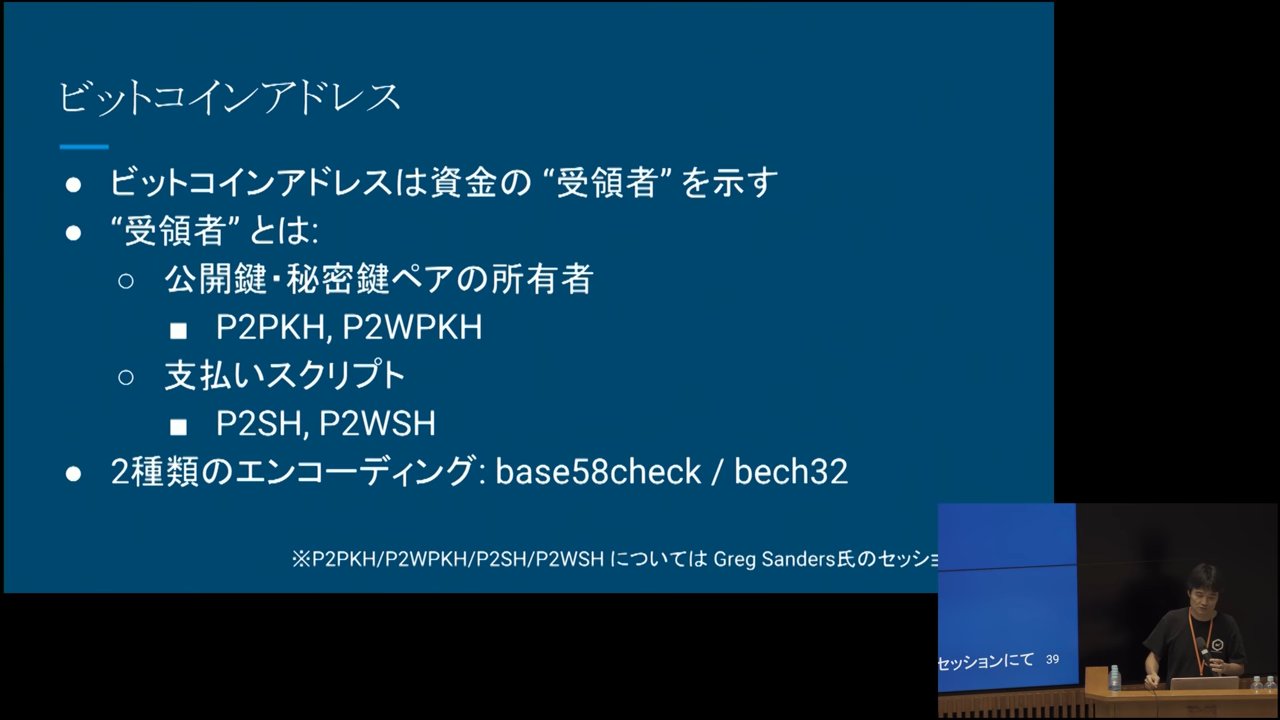 ビットコインアドレス
● ビットコインアドレスは資金の “受領者” を示す
● “受領者” とは:
○ 公開鍵・秘密鍵ペアの所有者
■ P2PKH, P2WPKH
○ 支払いスクリプト
■ P2SH, P2WSH
● 2種類のエンコーディング: base58check / bech32
※P2PKH/P2WPKH/P2SH/P2WSH については Greg Sanders氏のセッショ
セッションにて 39